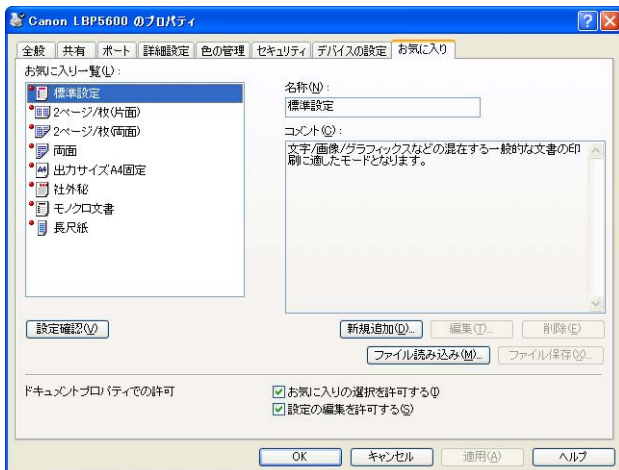 Canon LBP5600 のプロパティ
全般 共有 ポート 詳細設定 色の管理 セキュリティ デバイスの設定 お気に入り
お気に入り一覧(L):
標準設定
2ページ/枚(片面)
2ページ/枚(両面)
両面
出力サイズA4固定
社外秘
モノクロ文書
長尺紙
名称(N):
標準設定
コメント(C):
文字/画像/グラフィックスなどの混在する一般的な文書の印
刷に適したモードとなります。
設定確認(V)
新規追加(D)... 編集(T)... 削除(E)
ファイル読み込み(M)... ファイル保存(X)...
ドキュメントプロパティでの許可
お気に入りの選択を許可する(I)
設定の編集を許可する(S)
OK キャンセル 適用(A) ヘルプ